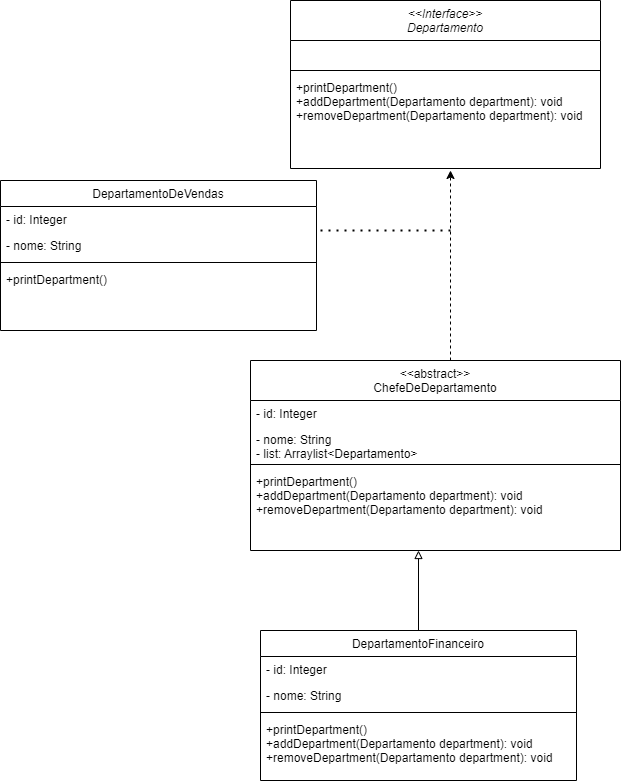 <<Interface>>
Departamento
+printDepartment()
+addDepartment(Departamento department): void
+removeDepartment(Departamento department): void
DepartamentoDeVendas
- id: Integer
- nome: String
+printDepartment()
<<abstract>>
ChefeDeDepartamento
- id: Integer
- nome: String
- list: Arraylist<Departamento>
+printDepartment()
+addDepartment(Departamento department): void
+removeDepartment(Departamento department): void
DepartamentoFinanceiro
- id: Integer
- nome: String
+printDepartment()
+addDepartment(Departamento department): void
+removeDepartment(Departamento department): void